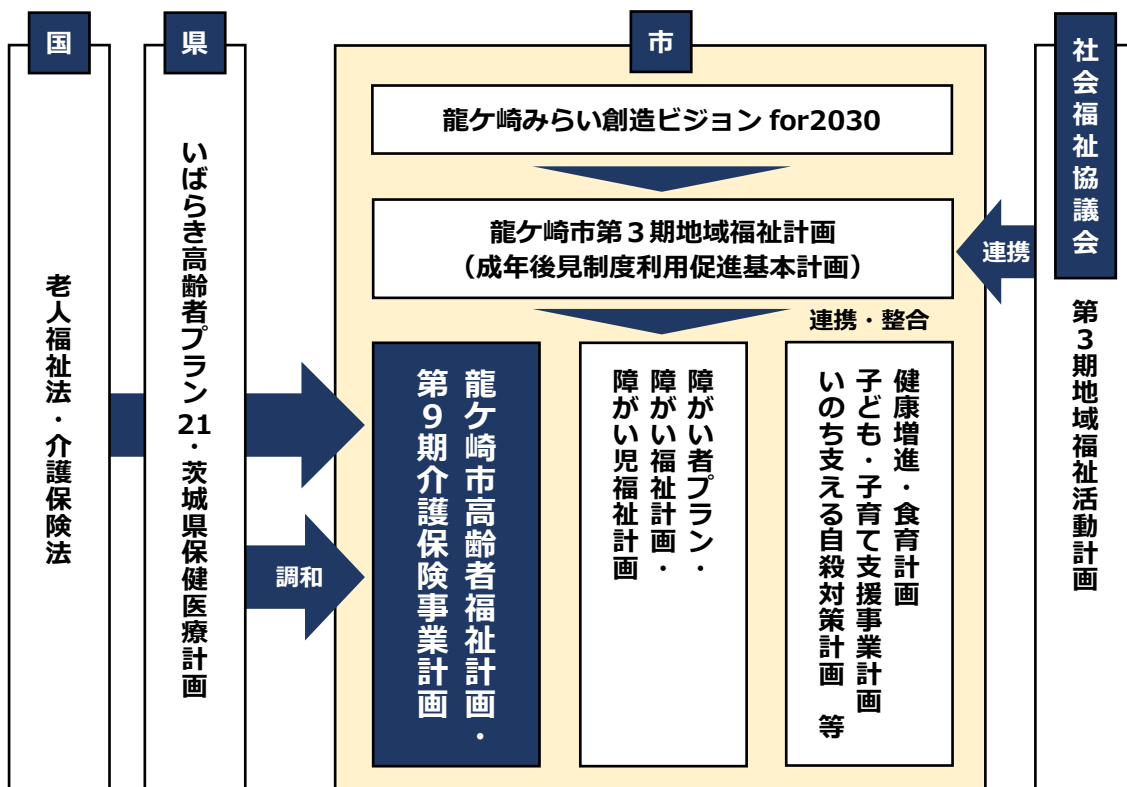 国
老人福祉法・介護保険法
県
いばらき高齢者プラン21・茨城県保健医療計画
調和
市
龍ケ崎みらい創造ビジョン for2030
龍ケ崎市第３期地域福祉計画
（成年後見制度利用促進基本計画）
連携・整合
龍ケ崎市高齢者福祉計画・
第９期介護保険事業計画
障がい者プラン・
障がい福祉計画・
障がい児福祉計画
健康増進・食育計画
子ども・子育て支援事業計画
いのち支える自殺対策計画　等
連携
社会福祉協議会
第３期地域福祉活動計画